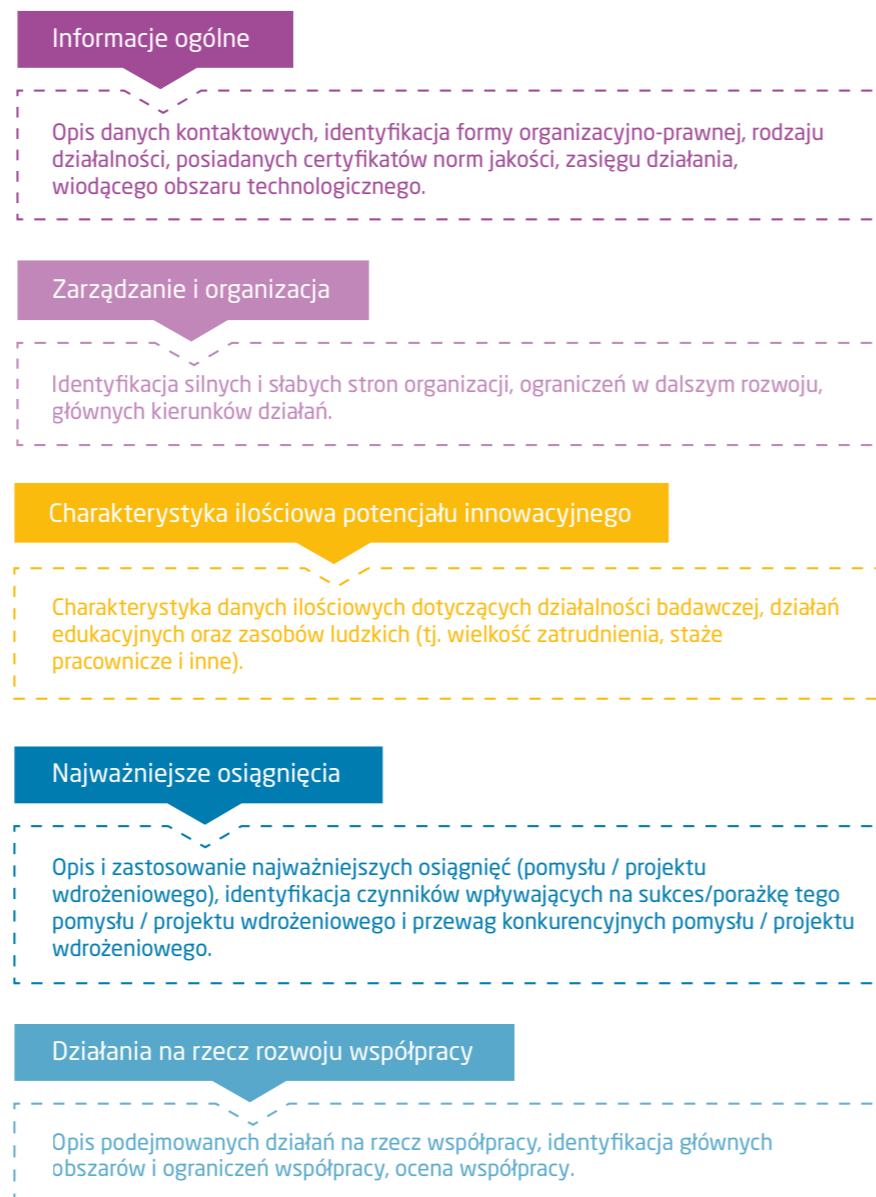 Informacje ogólne
Opis danych kontaktowych, identyfikacja formy organizacyjno-prawnej, rodzaju
działalności, posiadanych certyfikatów norm jakości, zasięgu działania,
wiodącego obszaru technologicznego.
Zarządzanie i organizacja
Identyfikacja silnych i słabych stron organizacji, ograniczeń w dalszym rozwoju,
głównych kierunków działań.
Charakterystyka ilościowa potencjału innowacyjnego
Charakterystyka danych ilościowych dotyczących działalności badawczej, działań
edukacyjnych oraz zasobów ludzkich (tj. wielkość zatrudnienia, staże
pracownicze i inne).
Najważniejsze osiągnięcia
Opis i zastosowanie najważniejszych osiągnięć (pomysłu / projektu
wdrożeniowego), identyfikacja czynników wpływających na sukces/porażkę tego
pomysłu / projektu wdrożeniowego i przewag konkurencyjnych pomysłu / projektu
wdrożeniowego.
Działania na rzecz rozwoju współpracy
Opis podejmowanych działań na rzecz współpracy, identyfikacja głównych
obszarów i ograniczeń współpracy, ocena współpracy.